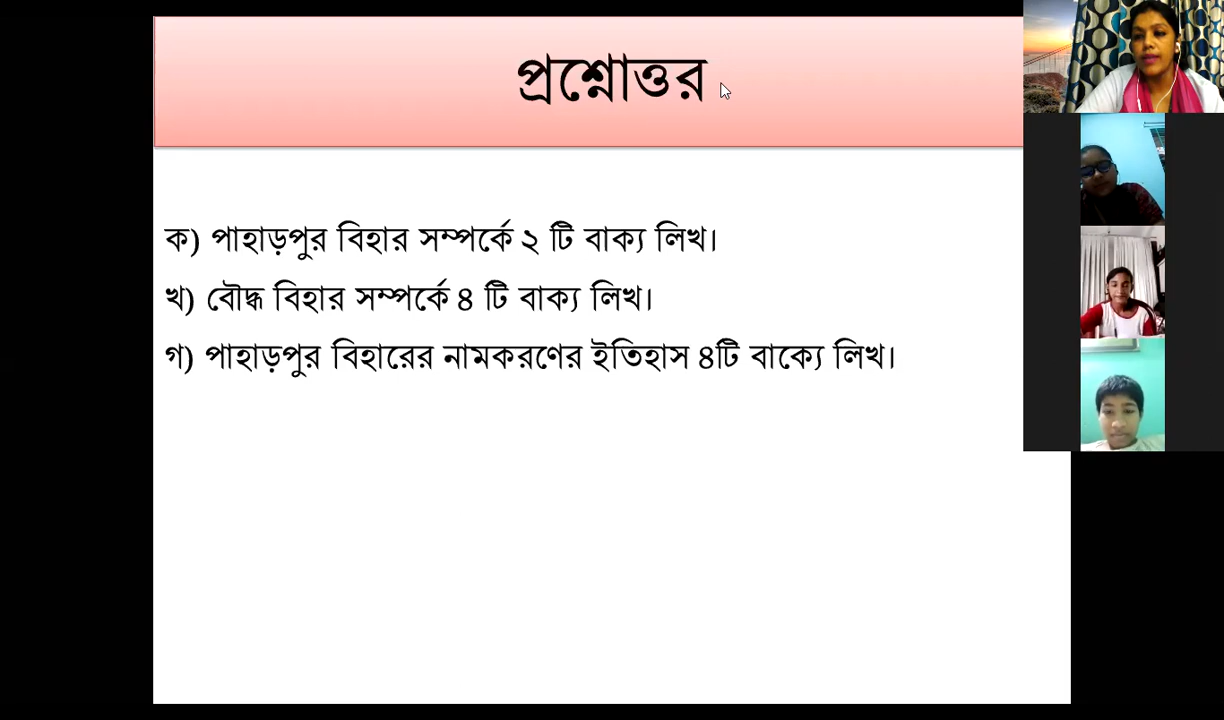 প্রশ্নোত্তর
ক) পাহাড়পুর বিহার সম্পর্কে ২ টি বাক্য লিখ।
খ) বৌদ্ধ বিহার সম্পর্কে ৪ টি বাক্য লিখ।
গ) পাহাড়পুর বিহারের নামকরণের ইতিহাস ৪টি বাক্যে লিখ।